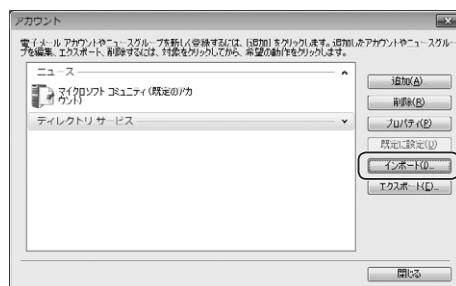 アカウント
電子メール アカウントやニュースグループを新しく登録するには、[追加] をクリックします。追加したアカウントやニュースグループを編集、エクスポート、削除するには、対象をクリックしてから、希望の動作をクリックします。
ニュース
マイクロソフト コミュニティ (既定のアカウント)
ディレクトリ サービス
追加(A)...
削除(R)
プロパティ(P)
既定に設定(D)
インポート(I)...
エクスポート(E)...
閉じる